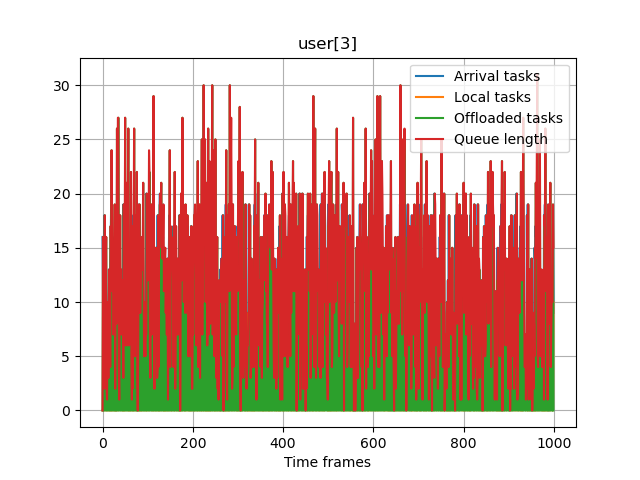 user[3]
Arrival tasks
Local tasks
Offloaded tasks
Queue length
30
25
20
15
10
5
0
0 200 400 600 800 1000
Time frames